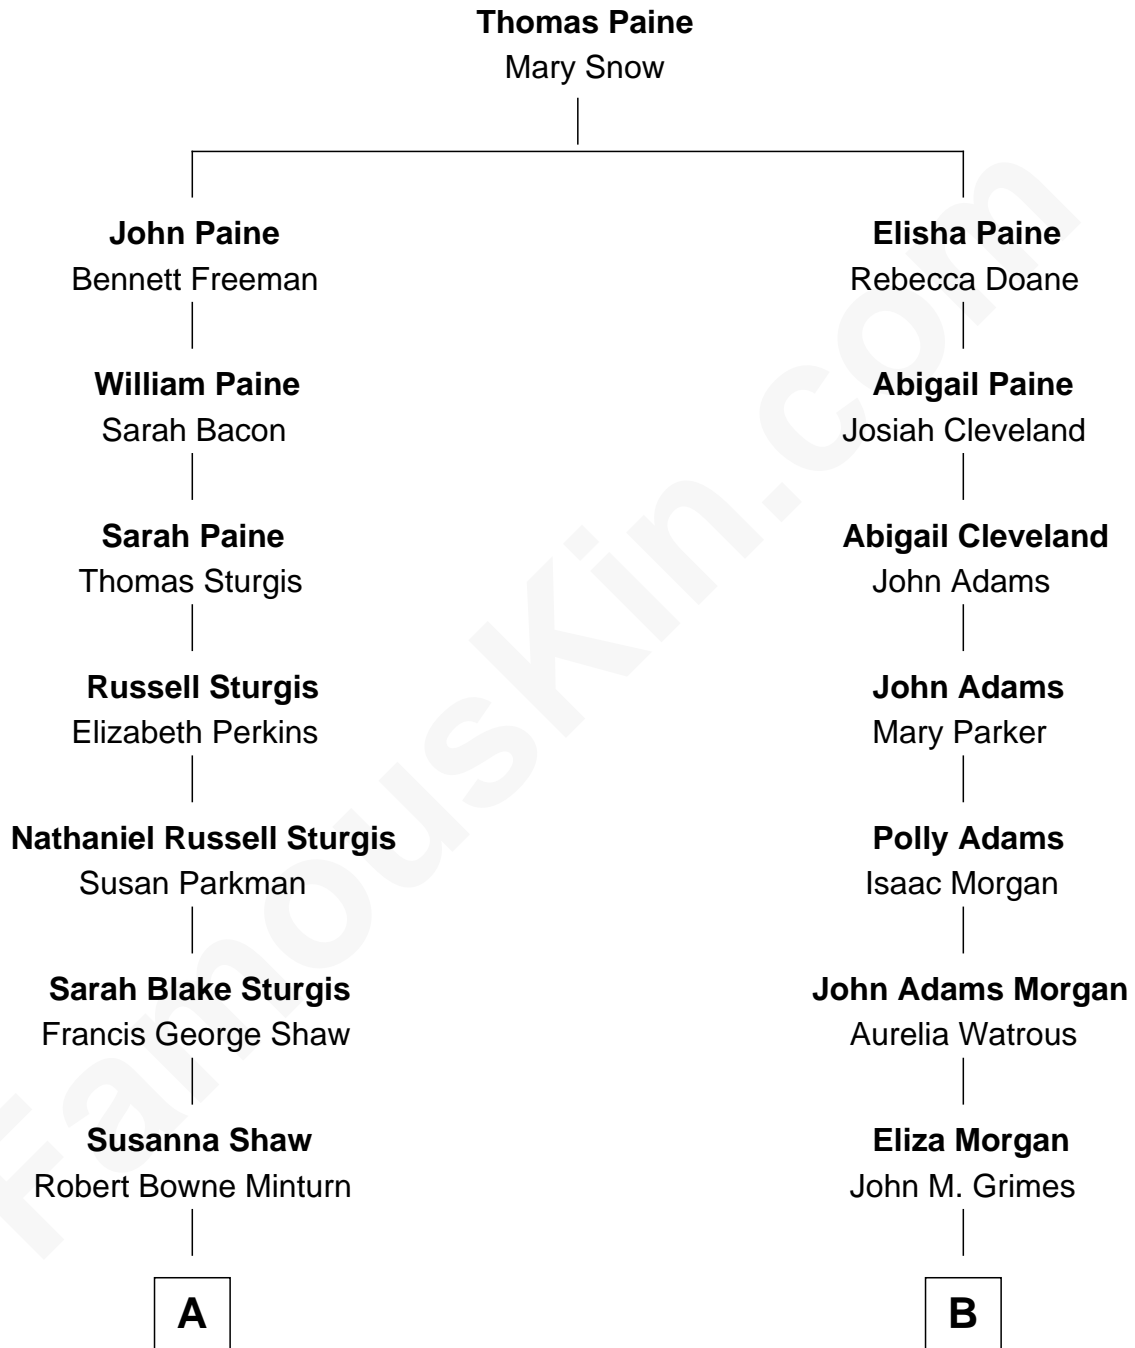 Thomas Paine
Mary Snow
John Paine
Bennett Freeman
Elisha Paine
Rebecca Doane
William Paine
Sarah Bacon
Abigail Paine
Josiah Cleveland
Sarah Paine
Thomas Sturgis
Abigail Cleveland
John Adams
Russell Sturgis
Elizabeth Perkins
John Adams
Mary Parker
Nathaniel Russell Sturgis
Susan Parkman
Polly Adams
Isaac Morgan
Sarah Blake Sturgis
Francis George Shaw
John Adams Morgan
Aurelia Watrous
Susanna Shaw
Robert Bowne Minturn
Eliza Morgan
John M. Grimes
A
B
FamousKin.com